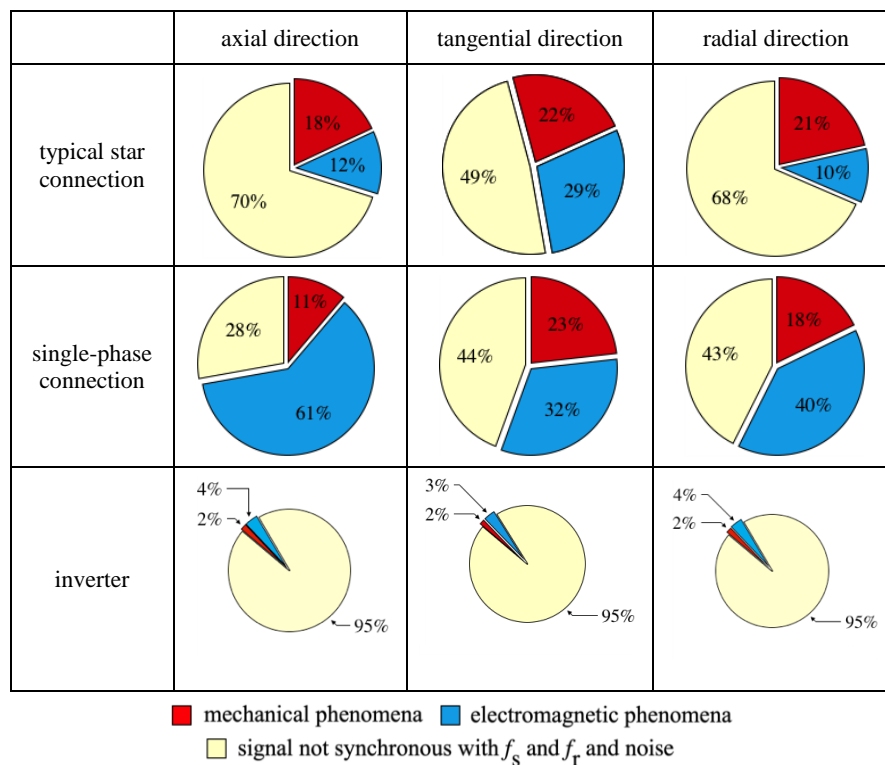 axial direction
tangential direction
radial direction
typical star
connection
18%
12%
70%
22%
29%
49%
21%
10%
68%
single-phase
connection
11%
28%
61%
23%
44%
32%
18%
43%
40%
inverter
4%
2%
95%
3%
2%
95%
4%
2%
95%
mechanical phenomena electromagnetic phenomena
signal not synchronous with fs and fr and noise